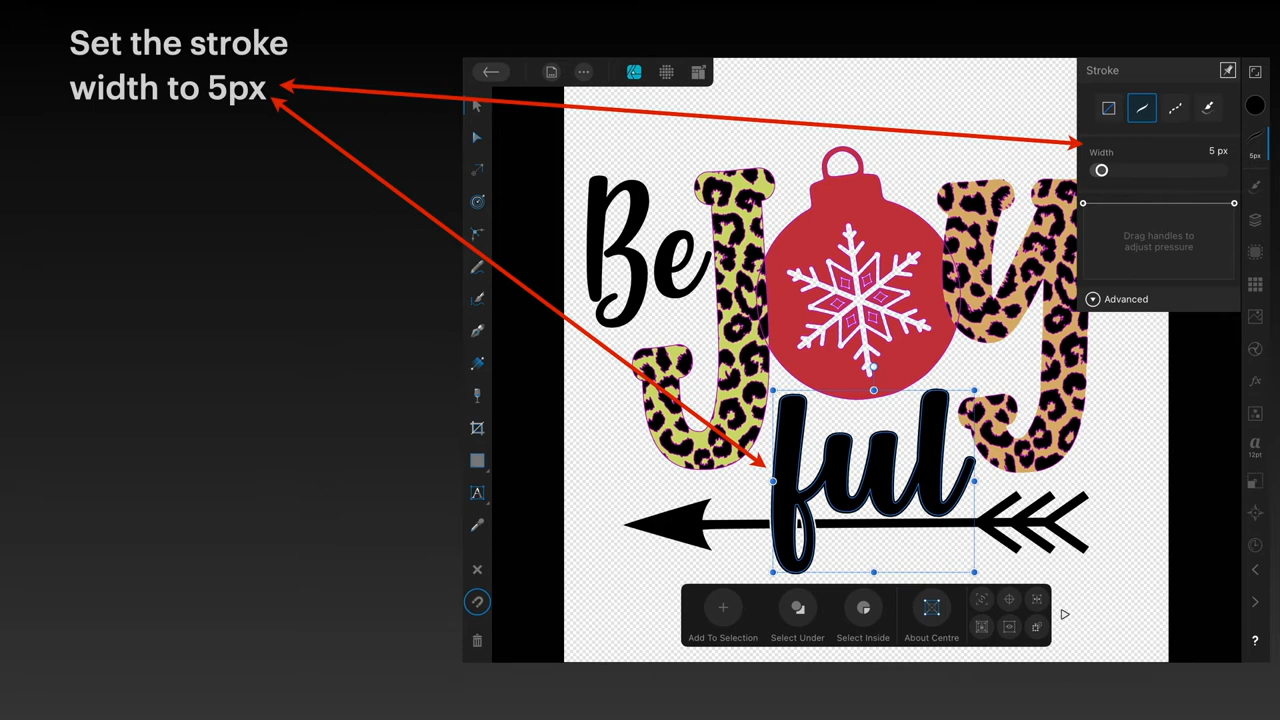 Set the stroke
width to 5px
Stroke
Width 5 px
5px
Drag handles to
adjust pressure
Advanced
Be
JOy
ful
A
a
12pt
fx
Add To Selection Select Under Select Inside About Centre
?